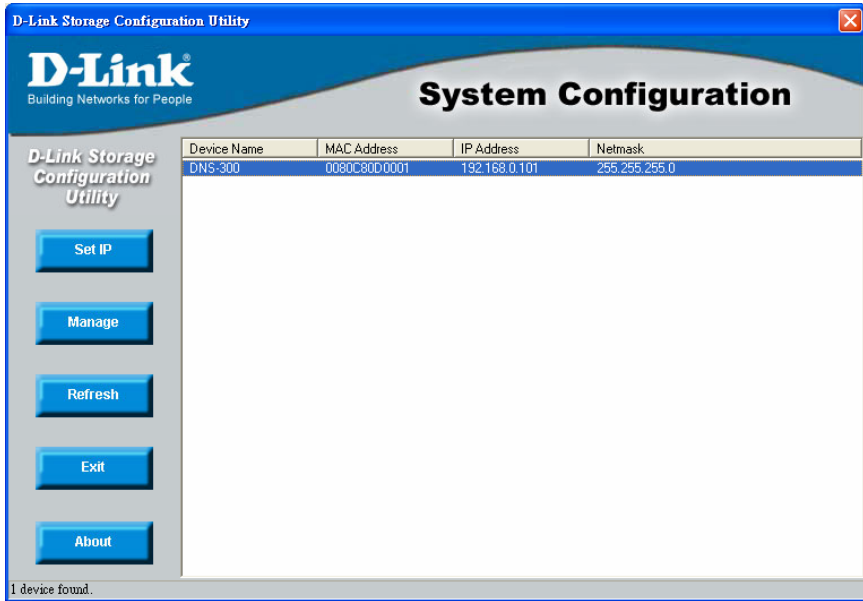 D-Link Storage Configuration Utility
D-Link
Building Networks for People
System Configuration
D-Link Storage
Configuration
Utility
Device Name MAC Address IP Address Netmask
DNS-300 0080C80D0001 192.168.0.101 255.255.255.0
Set IP
Manage
Refresh
Exit
About
1 device found.